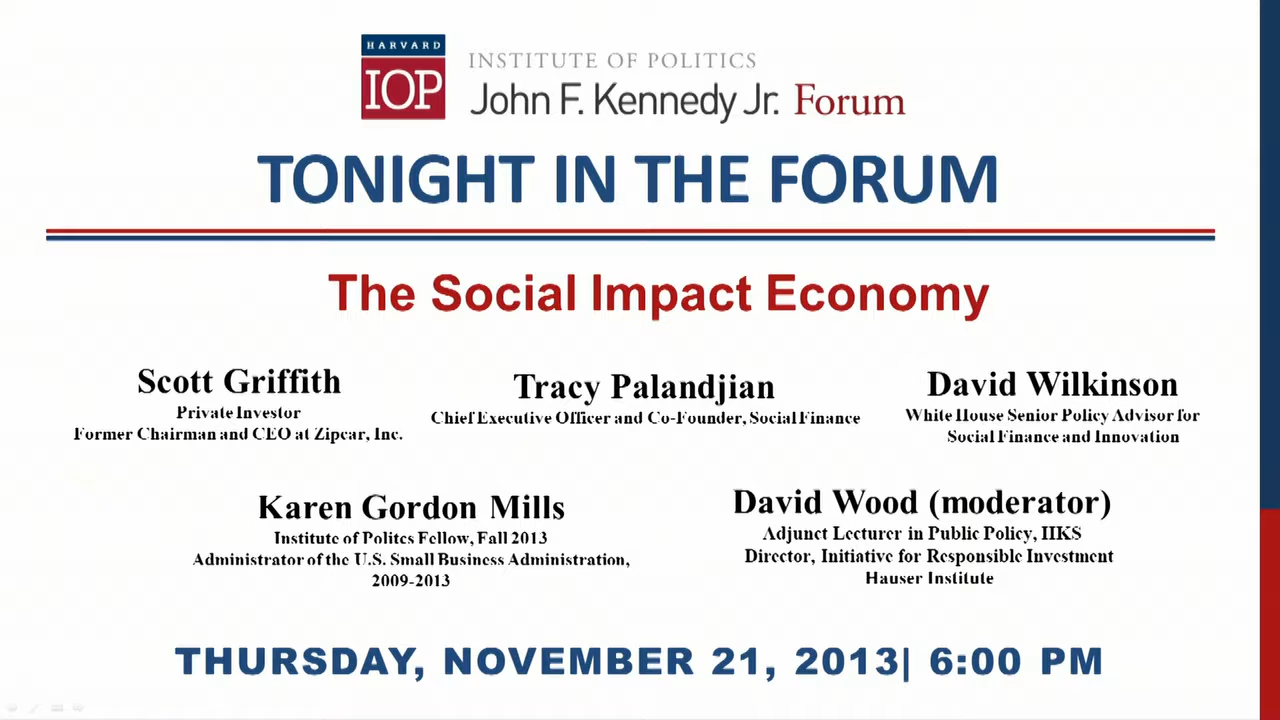 HARVARD
IOP
INSTITUTE OF POLITICS
John F. Kennedy Jr. Forum
TONIGHT IN THE FORUM
The Social Impact Economy
Scott Griffith
Private Investor
Former Chairman and CEO at Zipcar, Inc.
Tracy Palandjian
Chief Executive Officer and Co-Founder, Social Finance
David Wilkinson
White House Senior Policy Advisor for
Social Finance and Innovation
Karen Gordon Mills
Institute of Politcs Fellow, Fall 2013
Administrator of the U.S. Small Business Administration,
2009-2013
David Wood (moderator)
Adjunct Lecturer in Public Policy, HKS
Director, Initiative for Responsible Investment
Hauser Institute
THURSDAY, NOVEMBER 21, 2013| 6:00 PM